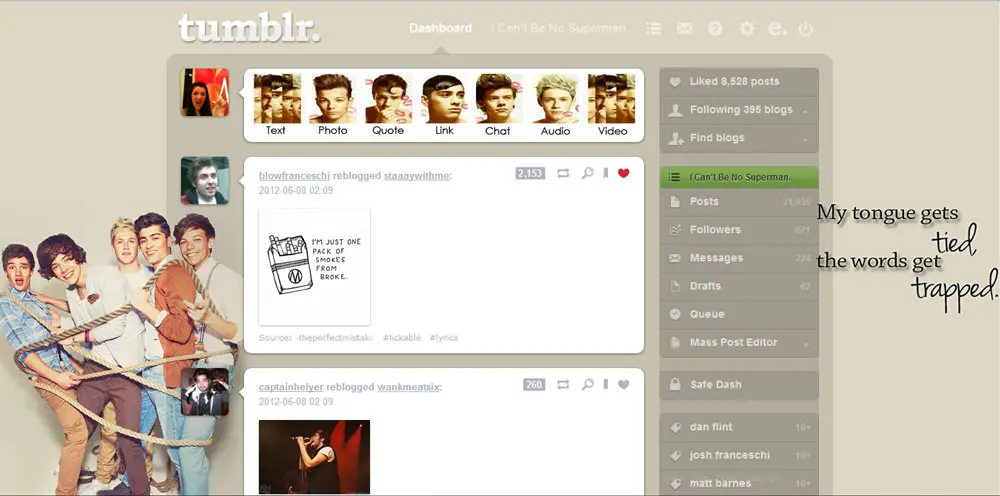 tumblr.
Dashboard
I Can't Be No Superman.
Text Photo Quote Link Chat Audio Video
Liked 8,528 posts
Following 395 blogs
Find blogs
blowfranceschi reblogged staaaywithme:
2,153
2012-06-08 02:09
I'M JUST ONE
PACK OF
SMOKES
FROM
BROKE.
M
Source: -theperfectmistak #lickable #lyrics
I Can't Be No Superman.
Posts 21,935
Followers 671
Messages 224
Drafts 62
Queue
Mass Post Editor
My tongue gets
tied,
the words get
trapped.
captainhelyer reblogged wankmeatsix:
260
2012-06-08 02:09
Safe Dash
dan flint 10+
josh franceschi 10+
matt barnes 10+